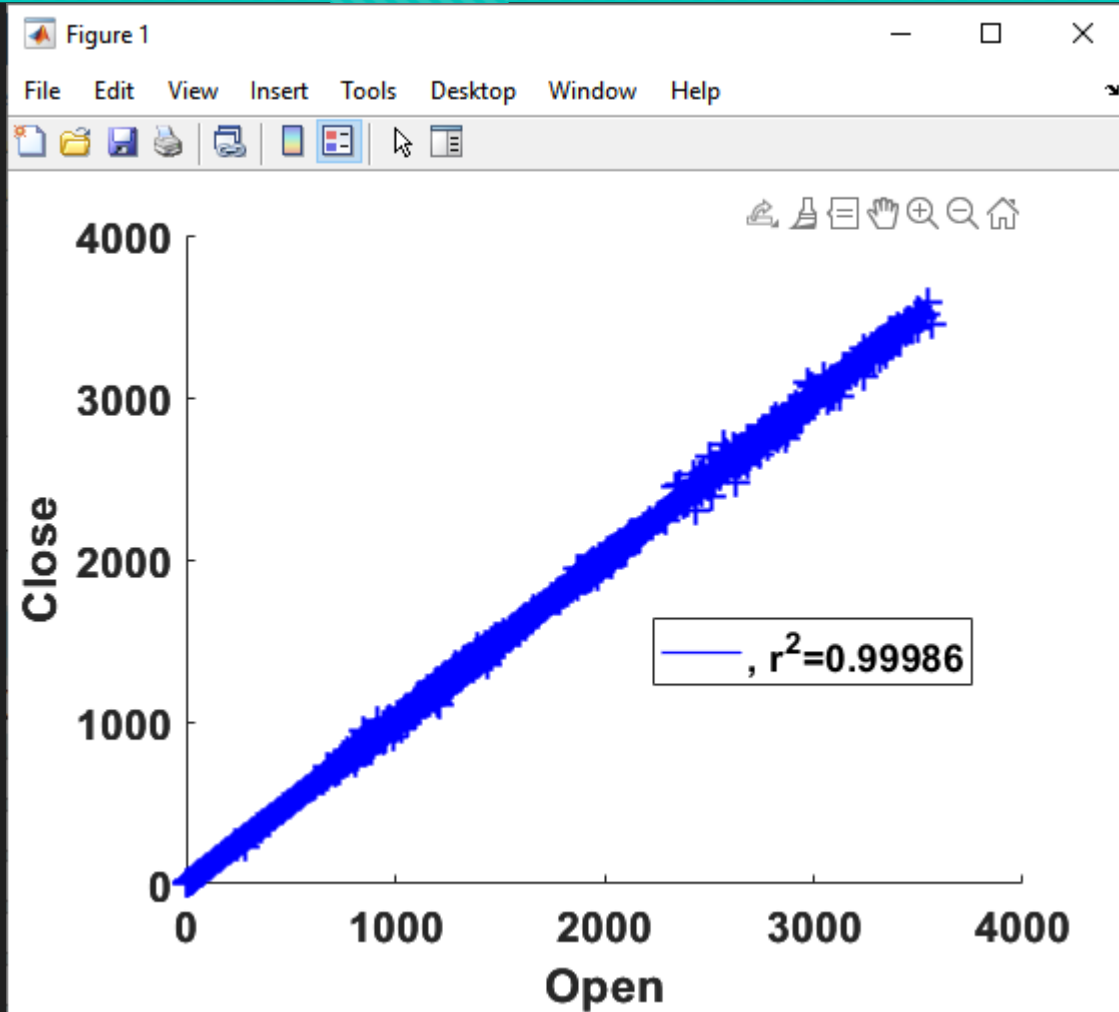 Figure 1
File Edit View Insert Tools Desktop Window Help
4000
3000
2000
1000
0
Close
, r²=0.99986
0 1000 2000 3000 4000
Open